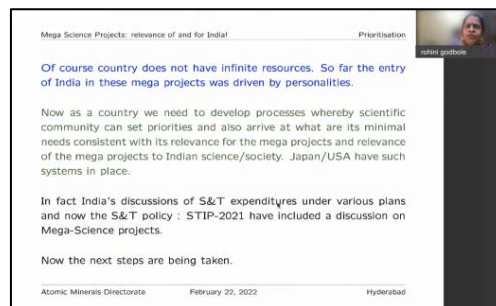 Mega Science Projects: relevance of and for India! Prioritisation
rohini godbole
Of course country does not have infinite resources. So far the entry
of India in these mega projects was driven by personalities.
Now as a country we need to develop processes whereby scientific
community can set priorities and also arrive at what are its minimal
needs consistent with its relevance for the mega projects and relevance
of the mega projects to Indian science/society. Japan/USA have such
systems in place.
In fact India's discussions of S&T expenditures under various plans
and now the S&T policy : STIP-2021 have included a discussion on
Mega-Science projects.
Now the next steps are being taken.
Atomic Minerals Directorate February 22, 2022 Hyderabad